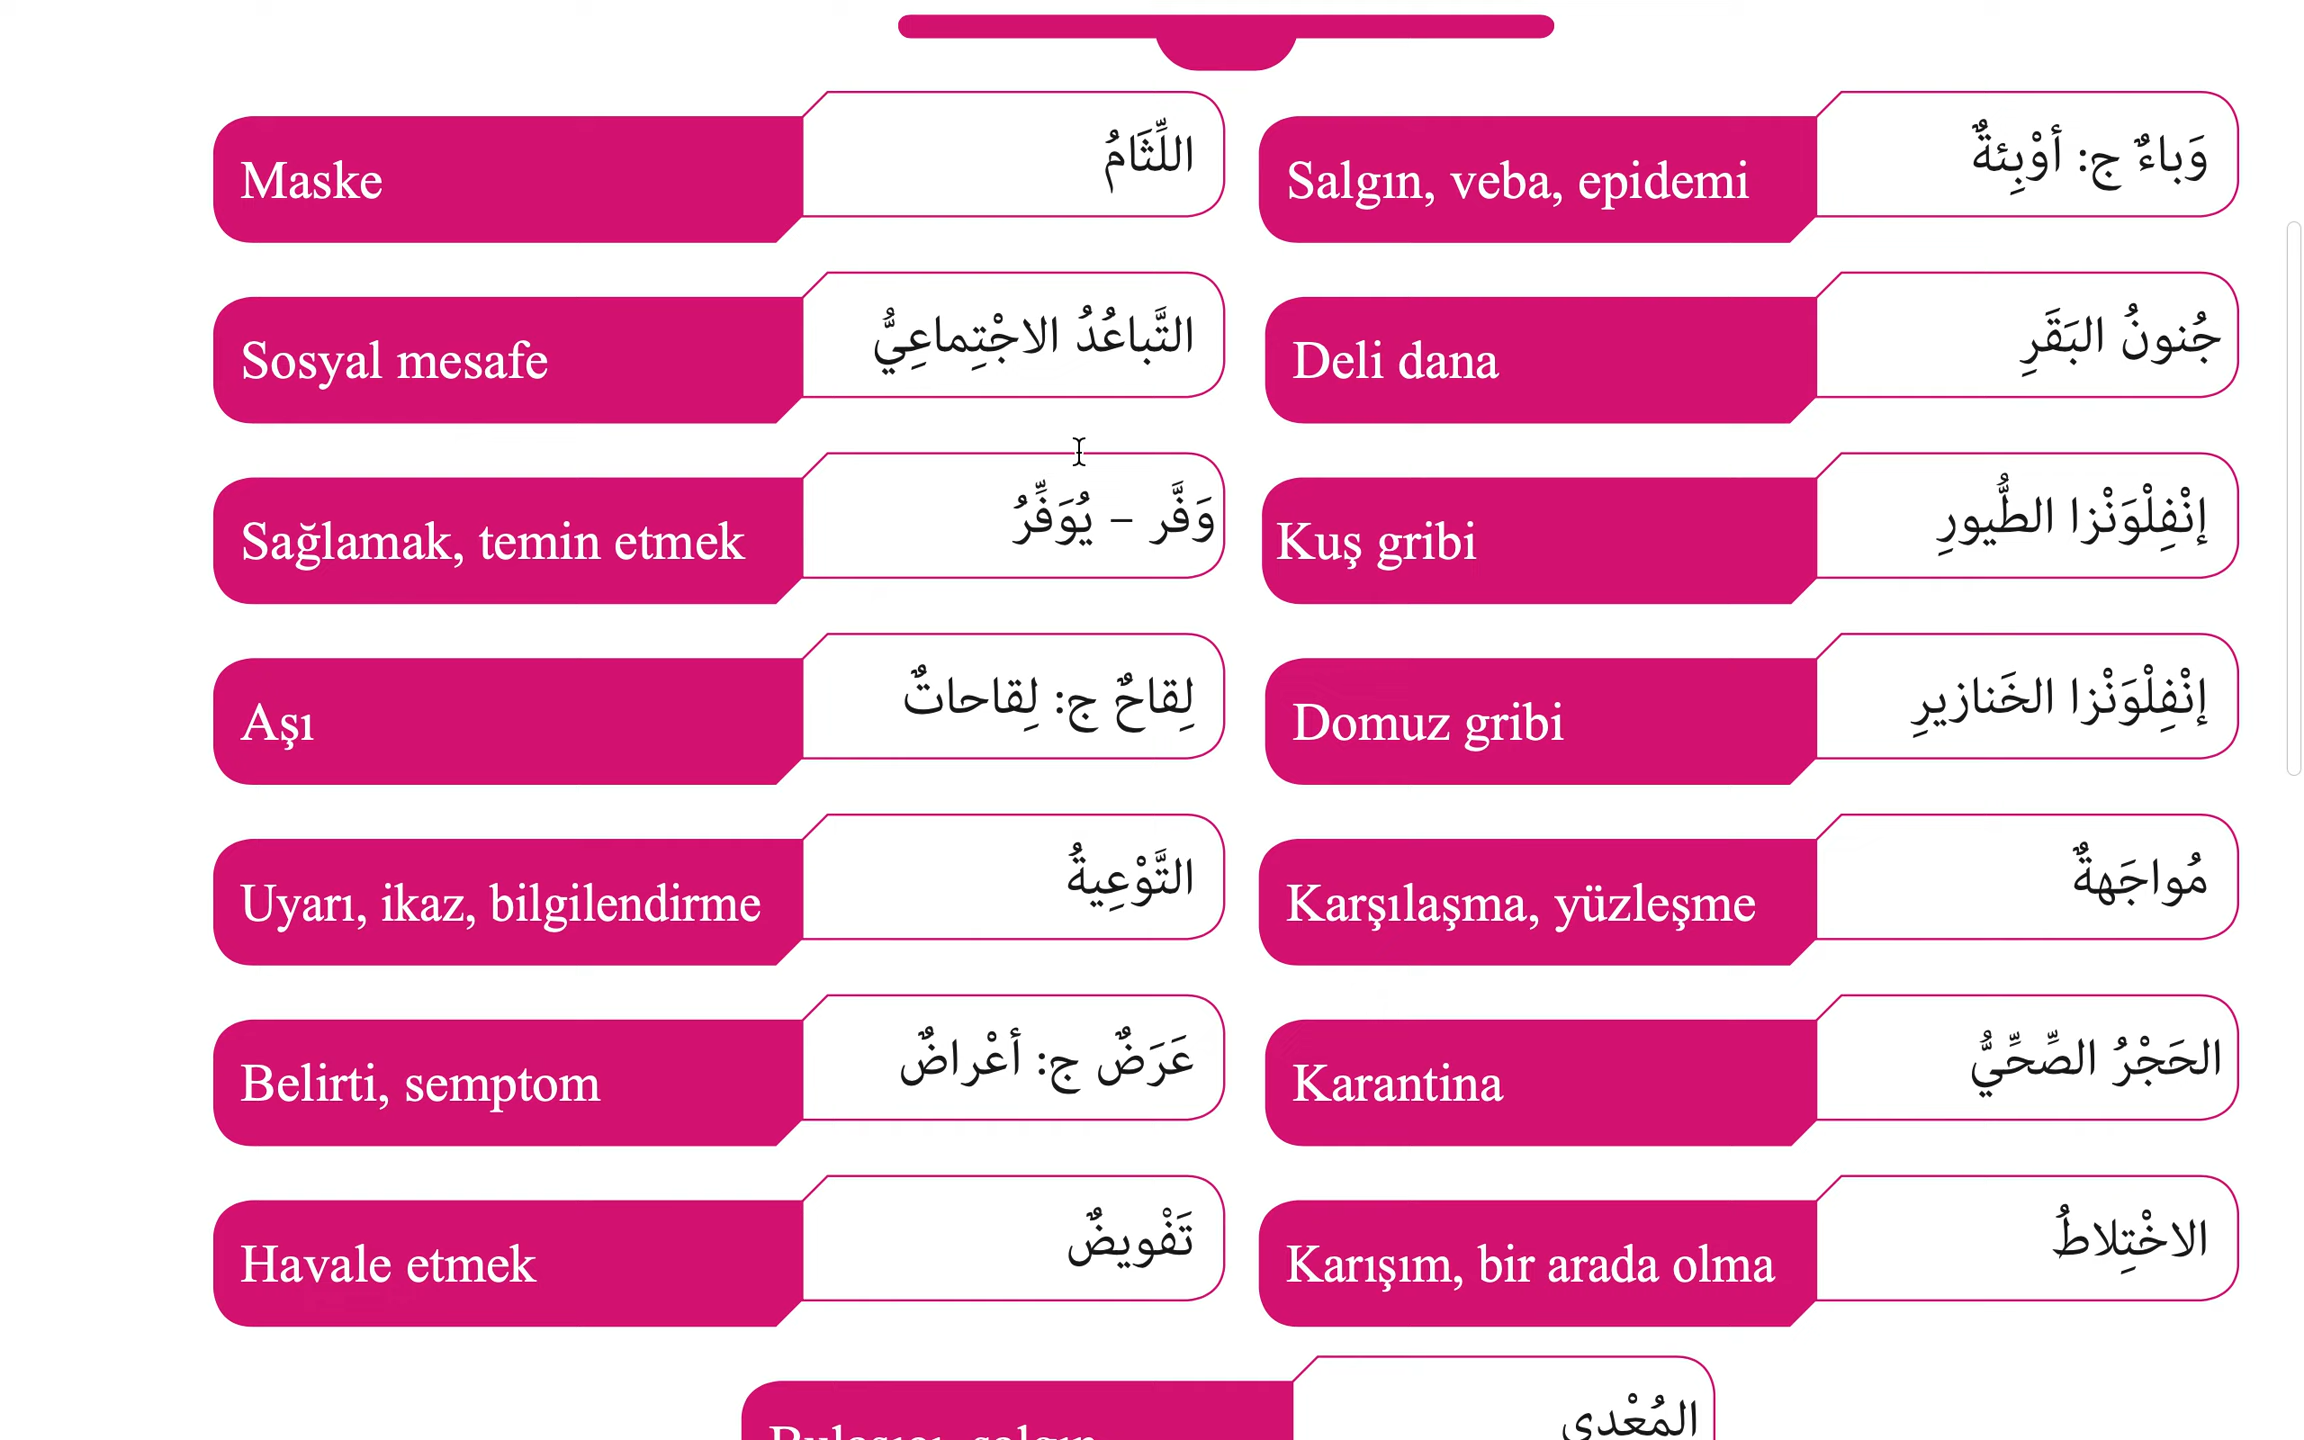 Maske
اللِّثَامُ
Salgın, veba, epidemi
وَباءٌ ج: أوْبِئةٌ
Sosyal mesafe
التَّباعُدُ الاجْتِماعِيُّ
Deli dana
جُنونُ البَقَرِ
Sağlamak, temin etmek
وَفَّر – يُوَفِّرُ
Kuş gribi
إنْفِلْوَنْزا الطُّيورِ
Aşı
لِقاحٌ ج: لِقاحاتٌ
Domuz gribi
إنْفِلْوَنْزا الخَنازيرِ
Uyarı, ikaz, bilgilendirme
التَّوْعِيةُ
Karşılaşma, yüzleşme
مُواجَهةٌ
Belirti, semptom
عَرَضٌ ج: أعْراضٌ
Karantina
الحَجْرُ الصِّحِّيُّ
Havale etmek
تَفْويضٌ
Karışım, bir arada olma
الاخْتِلاطُ
Bulaşıcı, salgın
المُعْدي